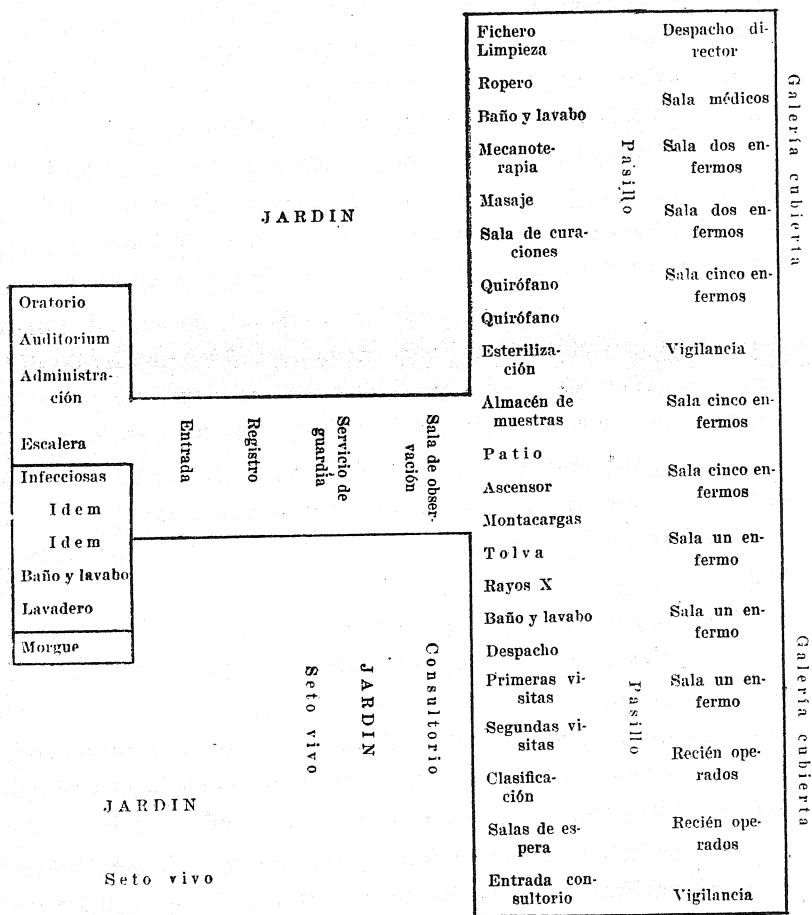 Fichero
Limpieza
Ropero
Baño y lavabo
Mecanote-
rapia
Masaje
Sala de cura-
ciones
Quirófano
Quirófano
Esteriliza-
ción
Almacén de
muestras
Patio
Ascensor
Montacargas
Tolva
Rayos X
Baño y lavabo
Despacho
Primeras vi-
sitas
Segundas vi-
sitas
Clasifica-
ción
Salas de es-
pera
Entrada con-
sultorio
Pasillo
Pasillo
Despacho di-
rector
Sala médicos
Sala dos en-
fermos
Sala dos en-
fermos
Sala cinco en-
fermos
Vigilancia
Sala cinco en-
fermos
Sala cinco en-
fermos
Sala un en-
fermo
Sala un en-
fermo
Sala un en-
fermo
Recién ope-
rados
Recién ope-
rados
Vigilancia
Galería cubierta
Galería cubierta
JARDIN
Oratorio
Auditorium
Administra-
ción
Escalera
Infecciosas
Idem
Idem
Baño y lavabo
Lavadero
Morgue
Entrada
Registro
Servicio de
guardia
Sala de obser-
vación
Seto vivo
JARDIN
Consultorio
JARDIN
Seto vivo